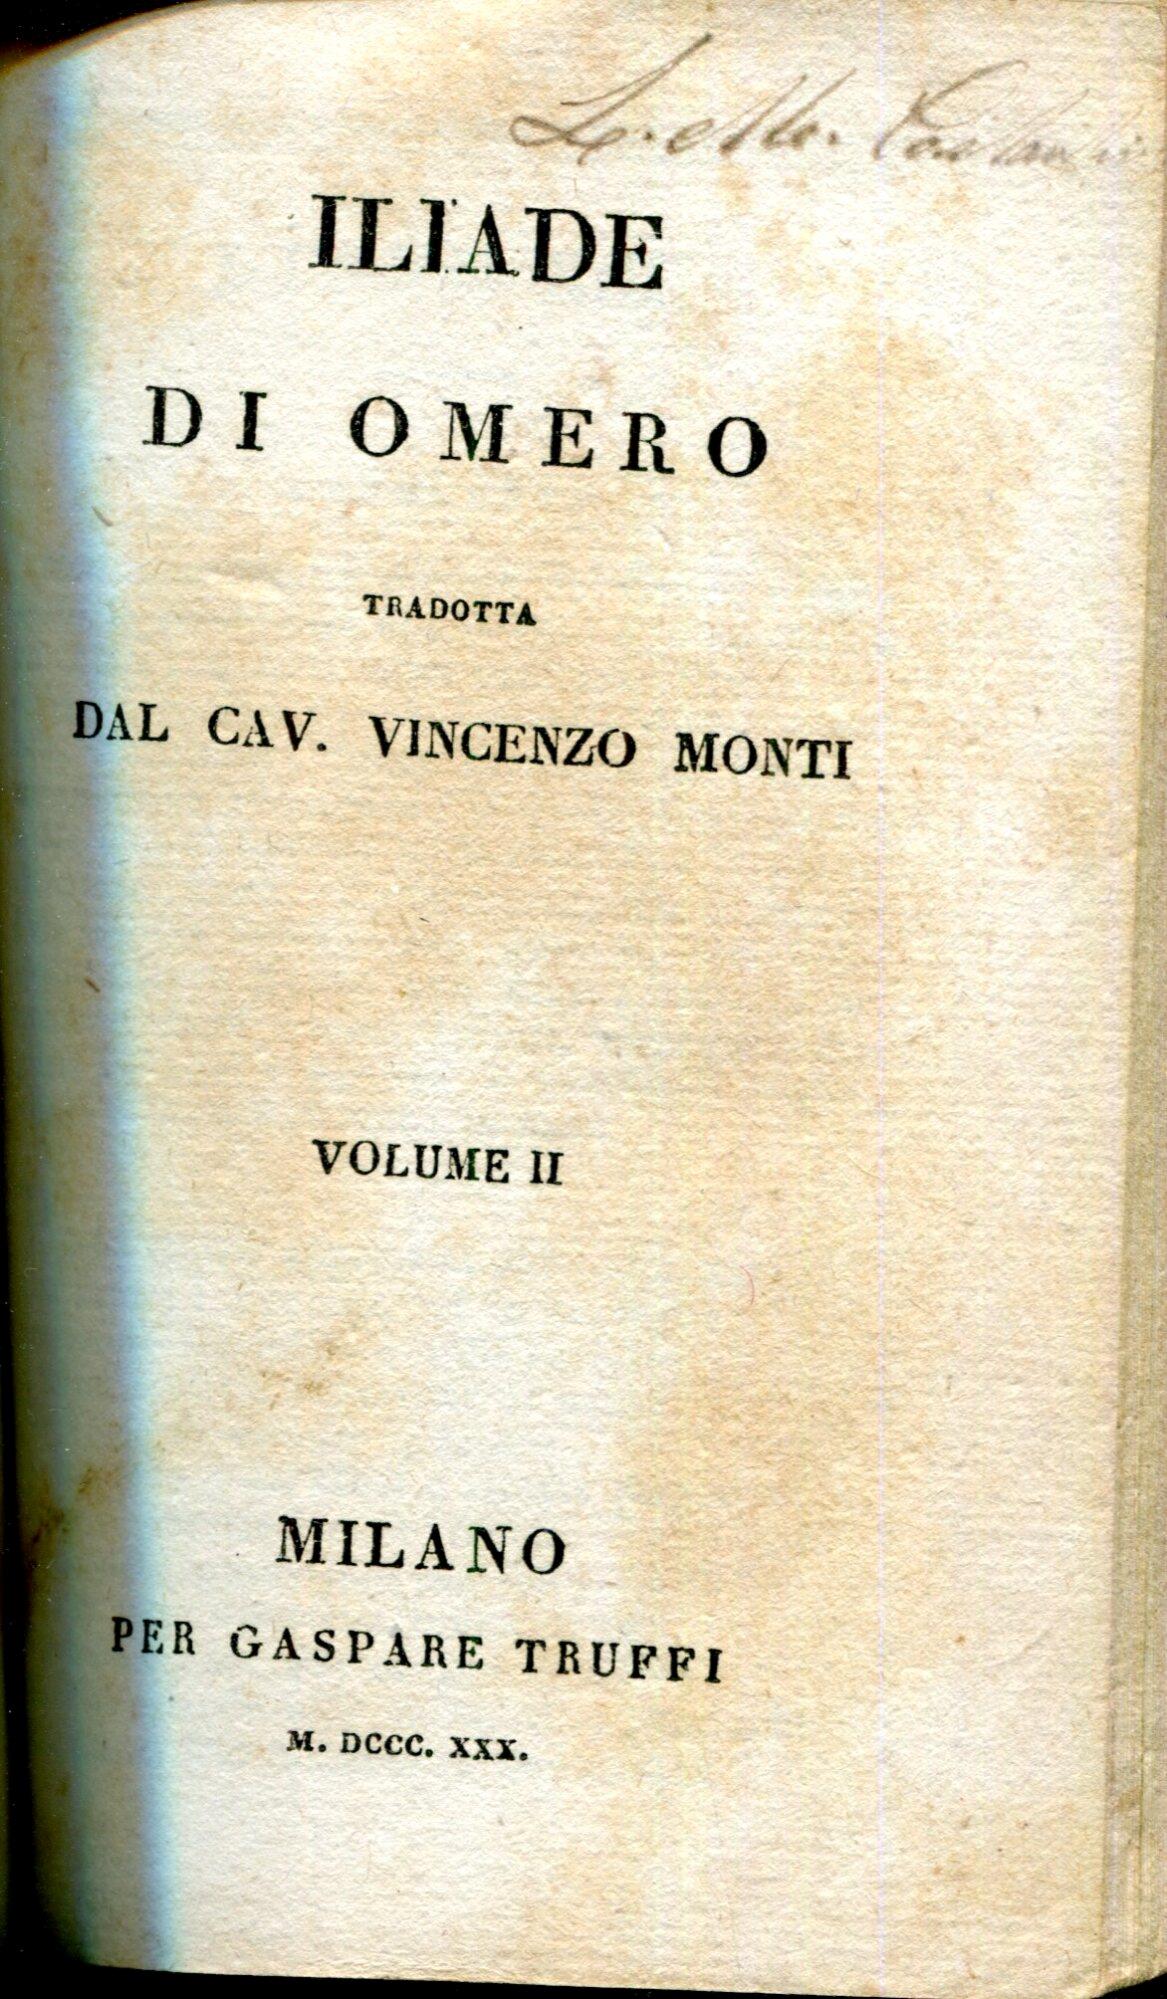 ILIADE
DI OMERO
TRADOTTA
DAL CAV. VINCENZO MONTI
VOLUME II
MILANO
PER GASPARE TRUFFI
M. DCCC. XXX.